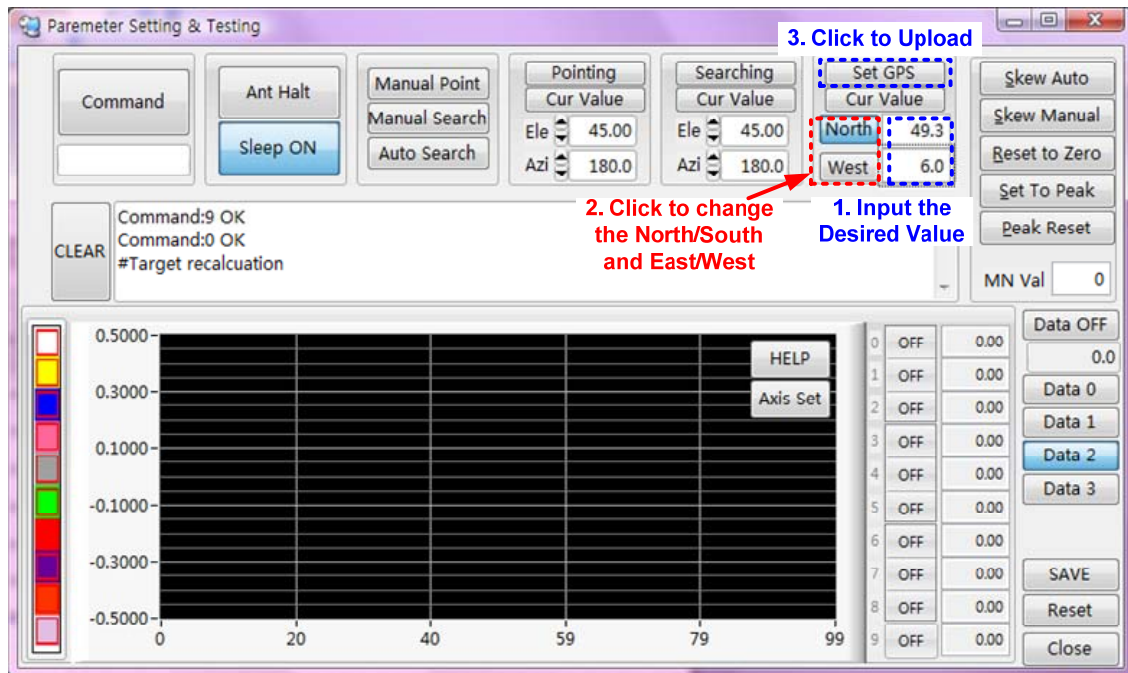 Paremeter Setting & Testing
3. Click to Upload
Command
Ant Halt
Sleep ON
Manual Point
Manual Search
Auto Search
Pointing
Cur Value
Ele 45.00
Azi 180.0
Searching
Cur Value
Ele 45.00
Azi 180.0
Set GPS
Cur Value
North 49.3
West 6.0
Skew Auto
Skew Manual
Reset to Zero
Set To Peak
Peak Reset
MN Val 0
2. Click to change
the North/South
and East/West
1. Input the
Desired Value
CLEAR
Command:9 OK
Command:0 OK
#Target recalcuation
0.5000
0.3000
0.1000
-0.1000
-0.3000
-0.5000
0 20 40 59 79 99
HELP
Axis Set
0 OFF 0.00
1 OFF 0.00
2 OFF 0.00
3 OFF 0.00
4 OFF 0.00
5 OFF 0.00
6 OFF 0.00
7 OFF 0.00
8 OFF 0.00
9 OFF 0.00
Data OFF
0.0
Data 0
Data 1
Data 2
Data 3
SAVE
Reset
Close